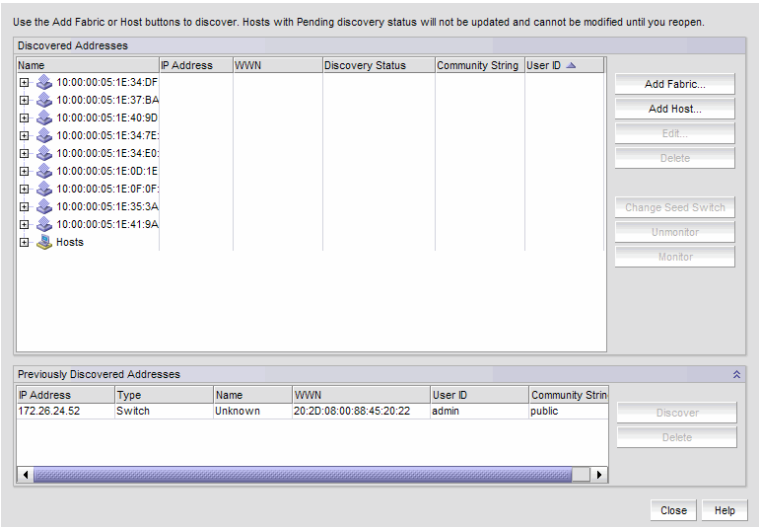 Use the Add Fabric or Host buttons to discover. Hosts with Pending discovery status will not be updated and cannot be modified until you reopen.
Discovered Addresses
Name IP Address WWN Discovery Status Community String User ID
10:00:00:05:1E:34:DF
10:00:00:05:1E:37:BA
10:00:00:05:1E:40:9D
10:00:00:05:1E:34:7E:
10:00:00:05:1E:34:E0:
10:00:00:05:1E:0D:1E
10:00:00:05:1E:0F:0F:
10:00:00:05:1E:35:3A
10:00:00:05:1E:41:9A
Hosts
Add Fabric...
Add Host...
Edit...
Delete
Change Seed Switch
Unmonitor
Monitor
Previously Discovered Addresses
IP Address Type Name WWN User ID Community Strin
172.26.24.52 Switch Unknown 20:2D:08:00:88:45:20:22 admin public
Discover
Delete
Close Help